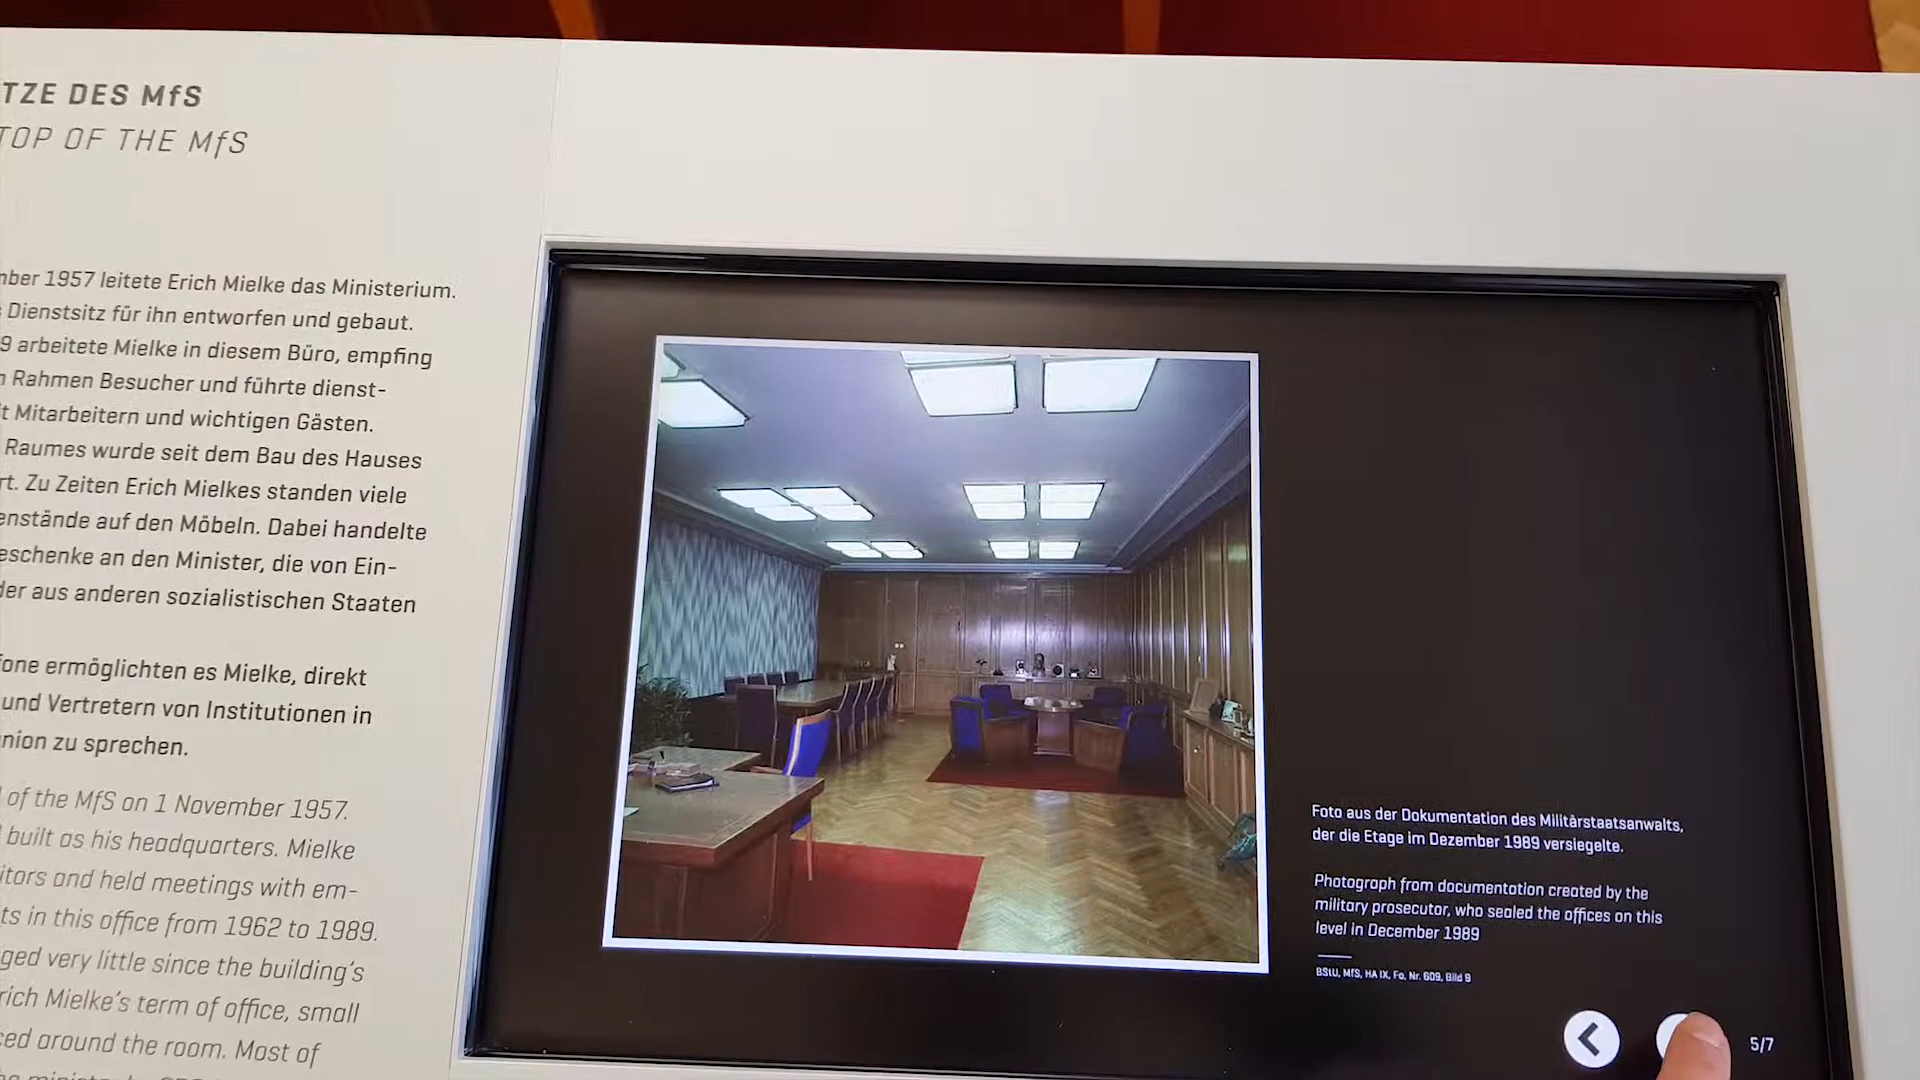 TZE DES MfS
TOP OF THE MfS
mber 1957 leitete Erich Mielke das Ministerium.
Dienstsitz für ihn entworfen und gebaut.
9 arbeitete Mielke in diesem Büro, empfing
Rahmen Besucher und führte dienst-
t Mitarbeitern und wichtigen Gästen.
Raumes wurde seit dem Bau des Hauses
rt. Zu Zeiten Erich Mielkes standen viele
enstände auf den Möbeln. Dabei handelte
eschenke an den Minister, die von Ein-
der aus anderen sozialistischen Staaten
fone ermöglichten es Mielke, direkt
und Vertretern von Institutionen in
nion zu sprechen.
of the MfS on 1 November 1957.
built as his headquarters. Mielke
itors and held meetings with em-
ts in this office from 1962 to 1989.
ged very little since the building's
rich Mielke's term of office, small
ced around the room. Most of
Foto aus der Dokumentation des Militärstaatsanwalts,
der die Etage im Dezember 1989 versiegelte.
Photograph from documentation created by the
military prosecutor, who sealed the offices on this
level in December 1989
BStU, MfS, HA IX, Fo. Nr. 609, Bild 9
5/7